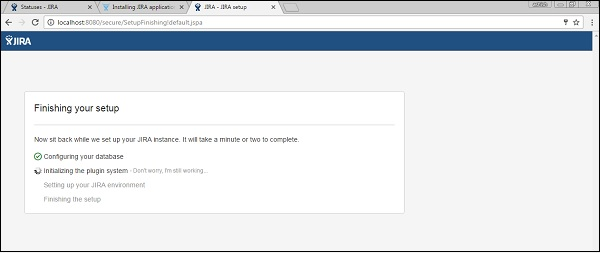 Statuses - JIRA
Installing JIRA application
JIRA - JIRA setup
localhost:8080/secure/SetupFinishing!default.jspa
JIRA
Finishing your setup
Now sit back while we set up your JIRA instance. It will take a minute or two to complete.
Configuring your database
Initializing the plugin system - Don't worry, I'm still working...
Setting up your JIRA environment
Finishing the setup